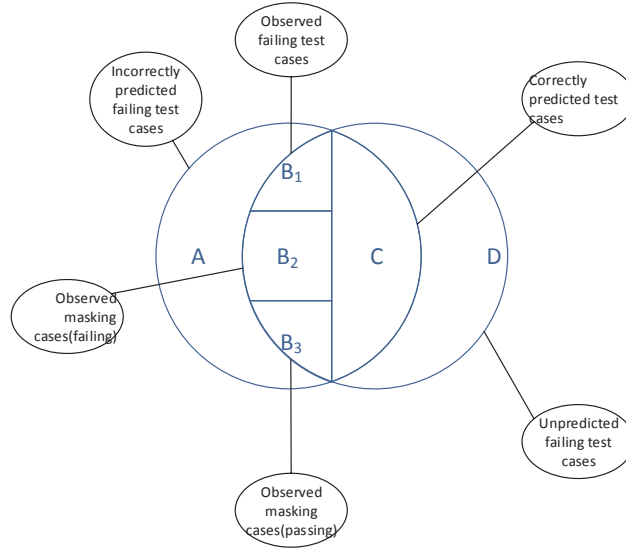 Observed
failing test
cases
Incorrectly
predicted
failing test
cases
Correctly
predicted test
cases
B1
A
B2
C
D
B3
Observed
masking
cases(failing)
Unpredicted
failing test
cases
Observed
masking
cases(passing)